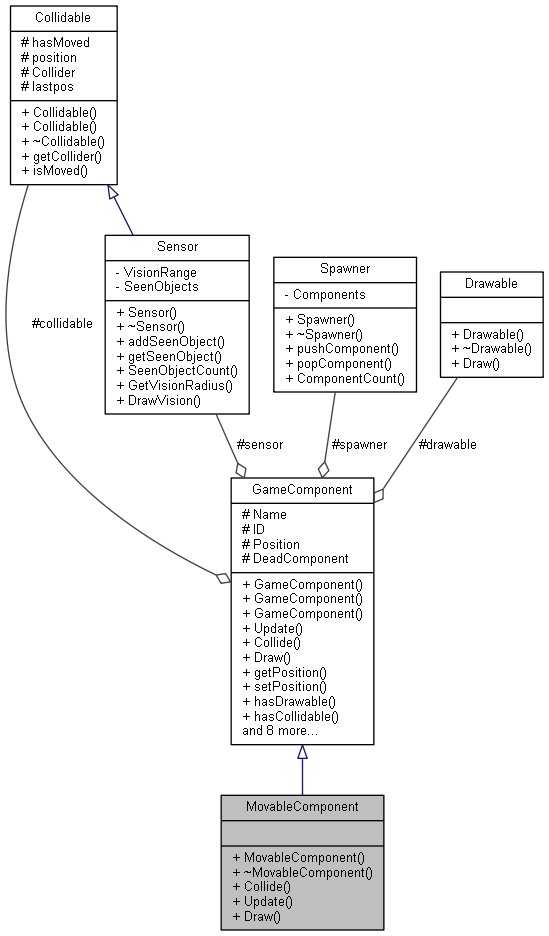 Collidable
# hasMoved
# position
# Collider
# lastpos
+ Collidable()
+ Collidable()
+ ~Collidable()
+ getCollider()
+ isMoved()
Sensor
- VisionRange
- SeenObjects
+ Sensor()
+ ~Sensor()
+ addSeenObject()
+ getSeenObject()
+ SeenObjectCount()
+ GetVisionRadius()
+ DrawVision()
Spawner
- Components
+ Spawner()
+ ~Spawner()
+ pushComponent()
+ popComponent()
+ ComponentCount()
Drawable
+ Drawable()
+ ~Drawable()
+ Draw()
#collidable
#sensor
#spawner
#drawable
GameComponent
# Name
# ID
# Position
# DeadComponent
+ GameComponent()
+ GameComponent()
+ GameComponent()
+ Update()
+ Collide()
+ Draw()
+ getPosition()
+ setPosition()
+ hasDrawable()
+ hasCollidable()
and 8 more...
MovableComponent
+ MovableComponent()
+ ~MovableComponent()
+ Collide()
+ Update()
+ Draw()